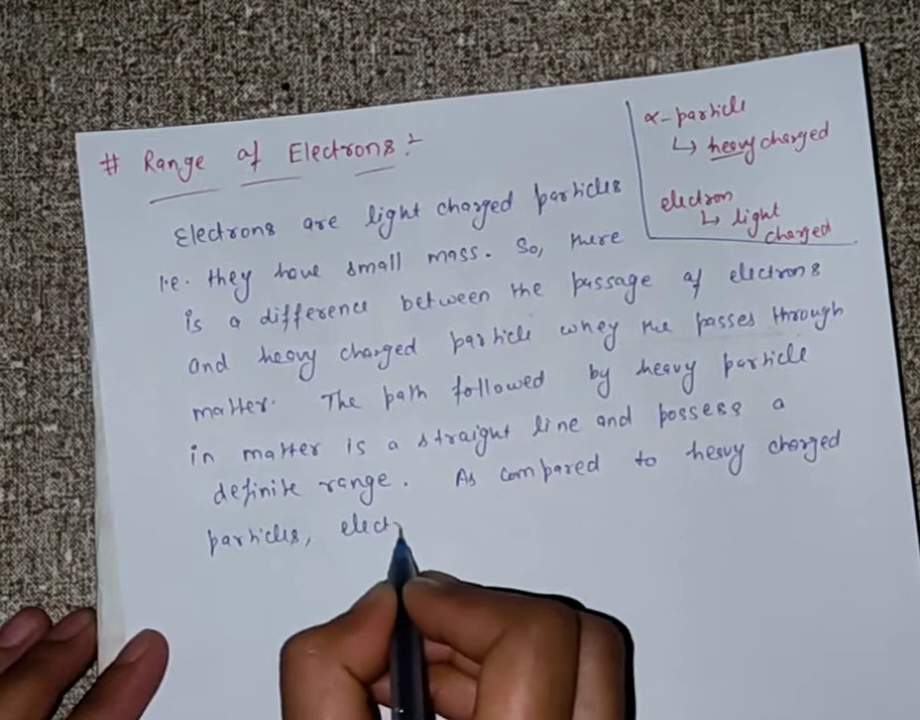 # Range of Electrons :-
Electrons are light charged particles
i.e. they have small mass. So, there
is a difference between the passage of electrons
and heavy charged particle whey the passes through
matter. The path followed by heavy particle
in matter is a straight line and possess a
definite range. As compared to heavy charged
particles, elect
α-particle
↳ heavy charged
electron
↳ light
charged